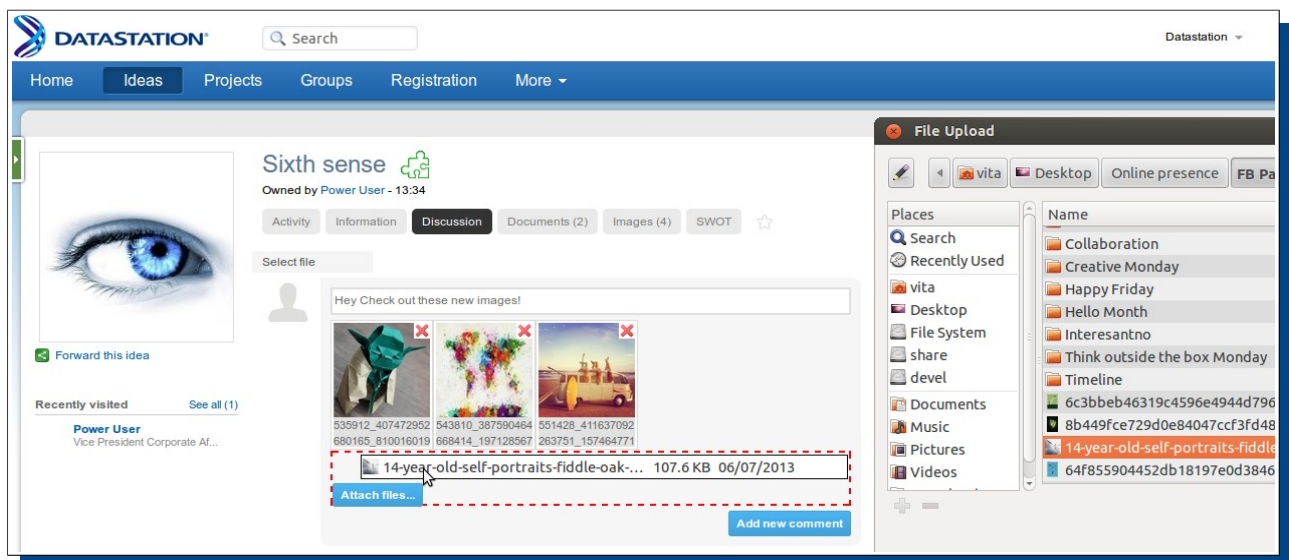 DATASTATION
Search
Datastation
Home Ideas Projects Groups Registration More
Sixth sense
Owned by Power User - 13:34
Activity Information Discussion Documents (2) Images (4) SWOT
Select file
Hey Check out these new images!
535912_407472952 543810_387590464 551428_411637092
680165_810016019 668414_197128567 263751_157464771
14-year-old-self-portraits-fiddle-oak-... 107.6 KB 06/07/2013
Attach files...
Add new comment
Forward this idea
Recently visited See all (1)
Power User
Vice President Corporate Af...
File Upload
vita Desktop Online presence FB Pa
Places
Search
Recently Used
vita
Desktop
File System
share
devel
Documents
Music
Pictures
Videos
Name
Collaboration
Creative Monday
Happy Friday
Hello Month
Interesantno
Think outside the box Monday
Timeline
6c3bbeb46319c4596e4944d796
8b449fce729d0e84047ccf3fd48
14-year-old-self-portraits-fiddle
64f855904452db18197e0d3846